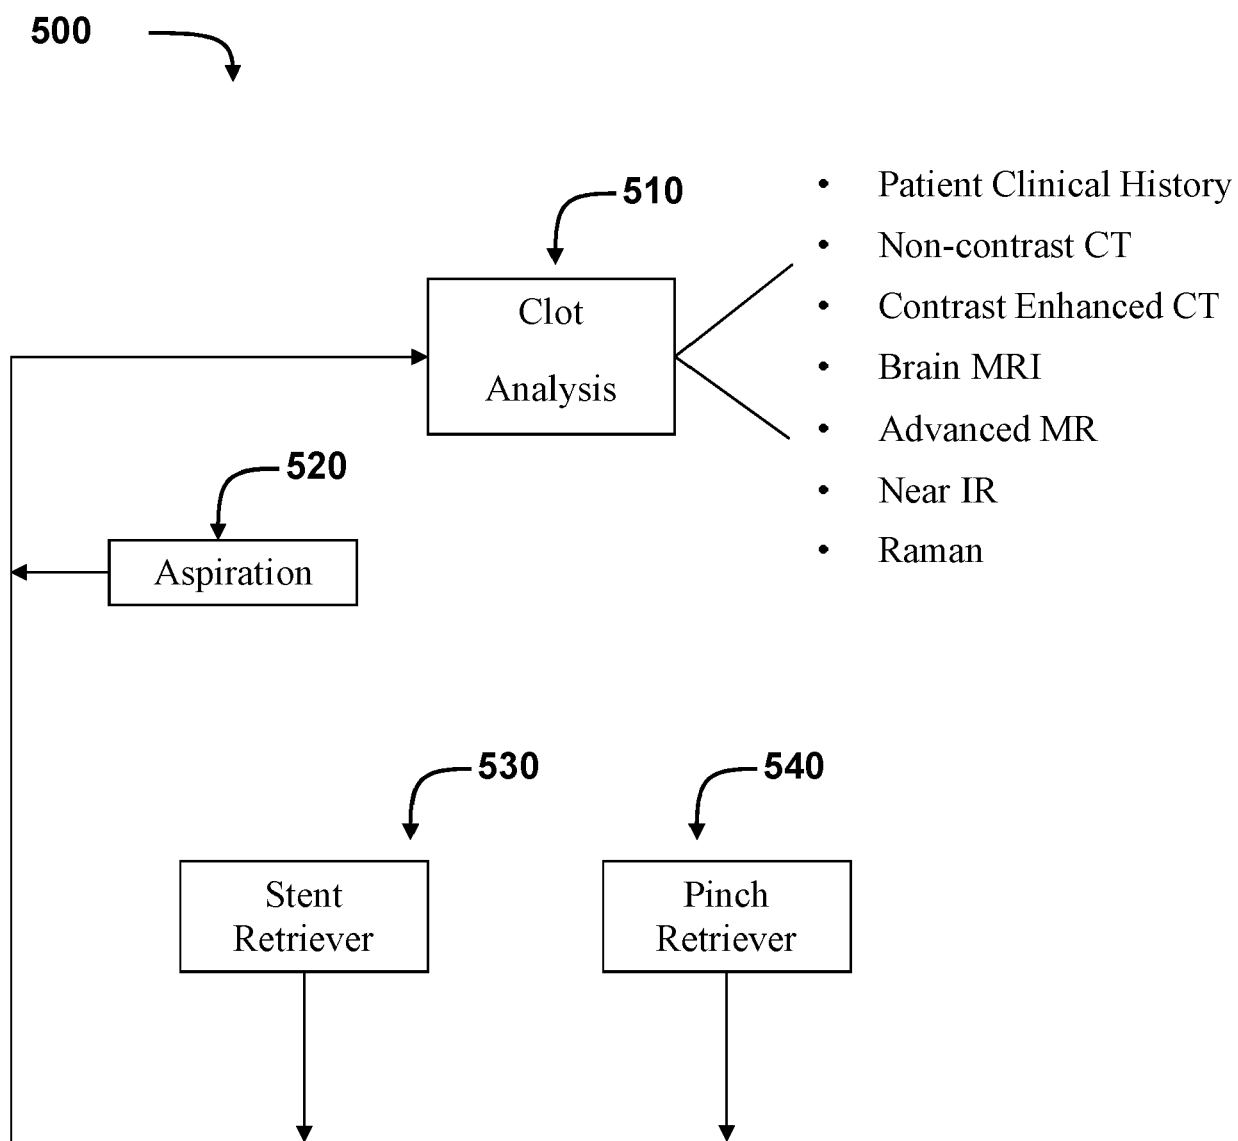 500
510
Clot
Analysis
• Patient Clinical History
• Non-contrast CT
• Contrast Enhanced CT
• Brain MRI
• Advanced MR
• Near IR
• Raman
520
Aspiration
530
540
Stent
Retriever
Pinch
Retriever